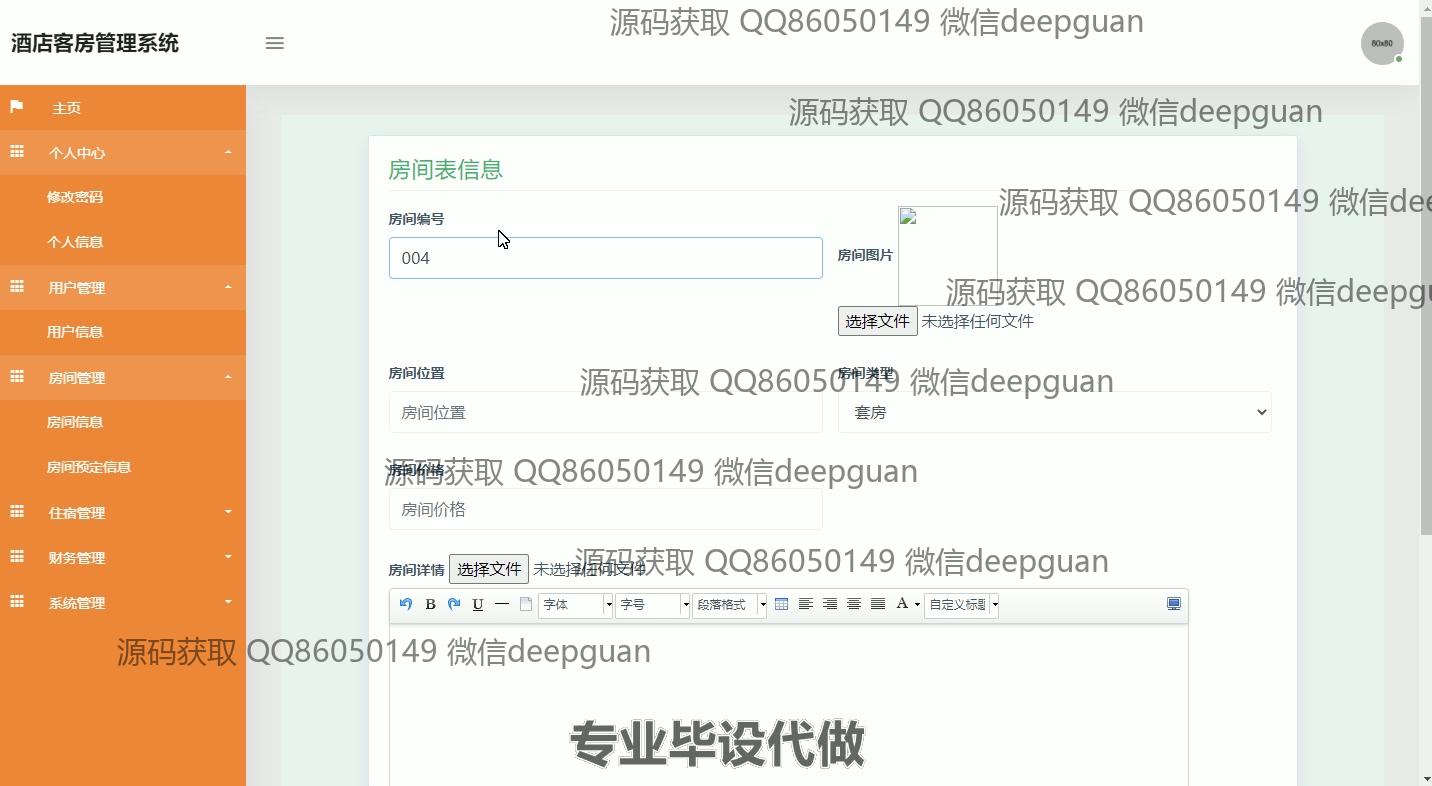 源码获取 QQ86050149 微信deepguan
酒店客房管理系统
80x80
源码获取 QQ86050149 微信deepguan
主页
个人中心
修改密码
个人信息
用户管理
用户信息
房间管理
房间信息
房间预定信息
住宿管理
财务管理
系统管理
房间表信息
源码获取 QQ86050149 微信dee
房间编号
004
房间图片
源码获取 QQ86050149 微信deepgu
选择文件 未选择任何文件
房间位置
房间类型
源码获取 QQ86050149 微信deepguan
房间位置
套房
房间价格
源码获取 QQ86050149 微信deepguan
房间价格
源码获取 QQ86050149 微信deepguan
房间详情 选择文件 未选择任何文件
B U 字体 字号 段落格式 A 自定义标题
源码获取 QQ86050149 微信deepguan
专业毕设代做